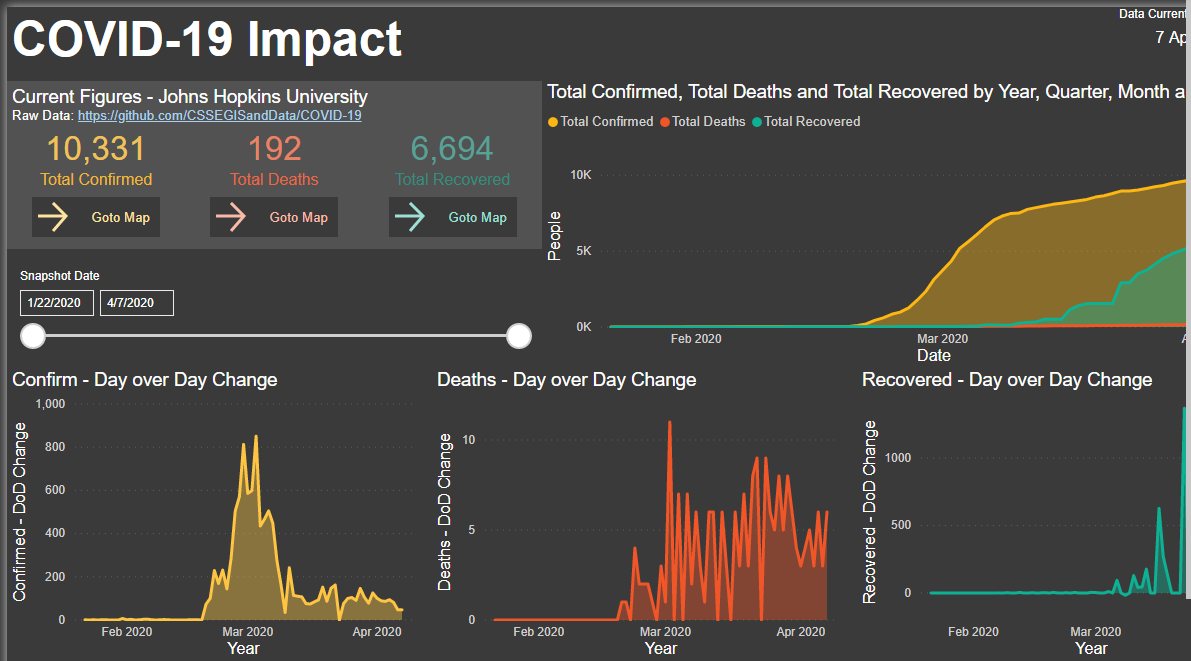 COVID-19 Impact
Data Current
7 Ap
Current Figures - Johns Hopkins University
Raw Data: https://github.com/CSSEGISandData/COVID-19
10,331
Total Confirmed
Goto Map
192
Total Deaths
Goto Map
6,694
Total Recovered
Goto Map
Total Confirmed, Total Deaths and Total Recovered by Year, Quarter, Month a
Total Confirmed Total Deaths Total Recovered
People
10K
5K
0K
Feb 2020 Mar 2020 A
Date
Snapshot Date
1/22/2020 4/7/2020
Confirm - Day over Day Change
Confirmed - DoD Change
1,000
800
600
400
200
0
Feb 2020 Mar 2020 Apr 2020
Year
Deaths - Day over Day Change
Deaths - DoD Change
10
5
0
Feb 2020 Mar 2020 Apr 2020
Year
Recovered - Day over Day Change
Recovered - DoD Change
1000
500
0
Feb 2020 Mar 2020
Year